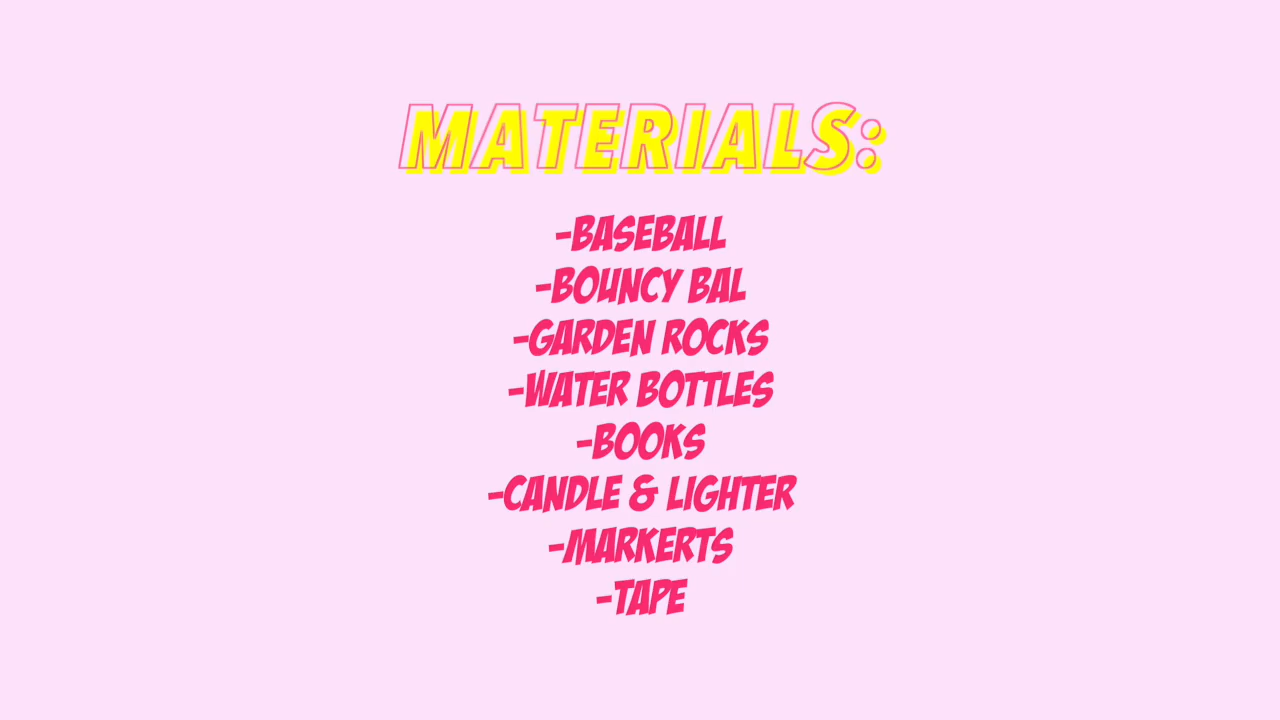 MATERIALS:
-BASEBALL
-BOUNCY BAL
-GARDEN ROCKS
-WATER BOTTLES
-BOOKS
-CANDLE & LIGHTER
-MARKERTS
-TAPE